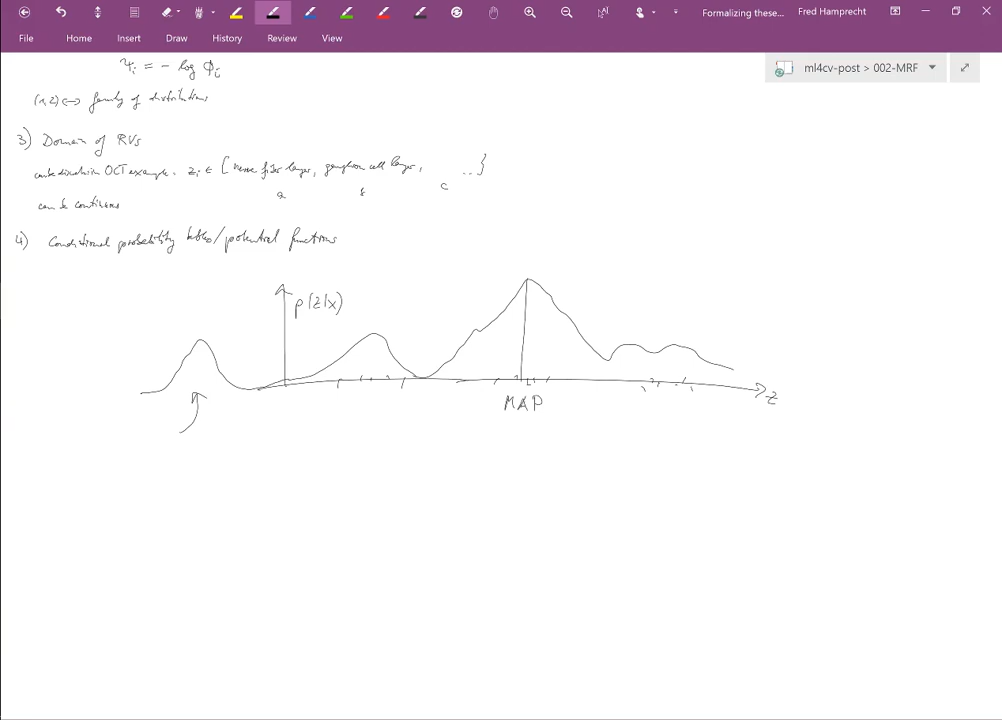 Formalizing these... Fred Hamprecht
File Home Insert Draw History Review View
ml4cv-post > 002-MRF
Ψi = - log Φi
(1,2) <=> family of distributions
3) Domain of RVs
OCT example. zi ∈ { nerve fiber layer, ganglion cell layer, ... }
a
c
can be continuous
4) Conditional probability tables/potential functions
p(z|x)
MAP
z